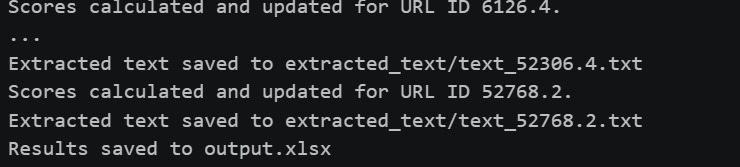 Scores calculated and updated for URL ID 6126.4.
...
Extracted text saved to extracted_text/text_52306.4.txt
Scores calculated and updated for URL ID 52768.2.
Extracted text saved to extracted_text/text_52768.2.txt
Results saved to output.xlsx